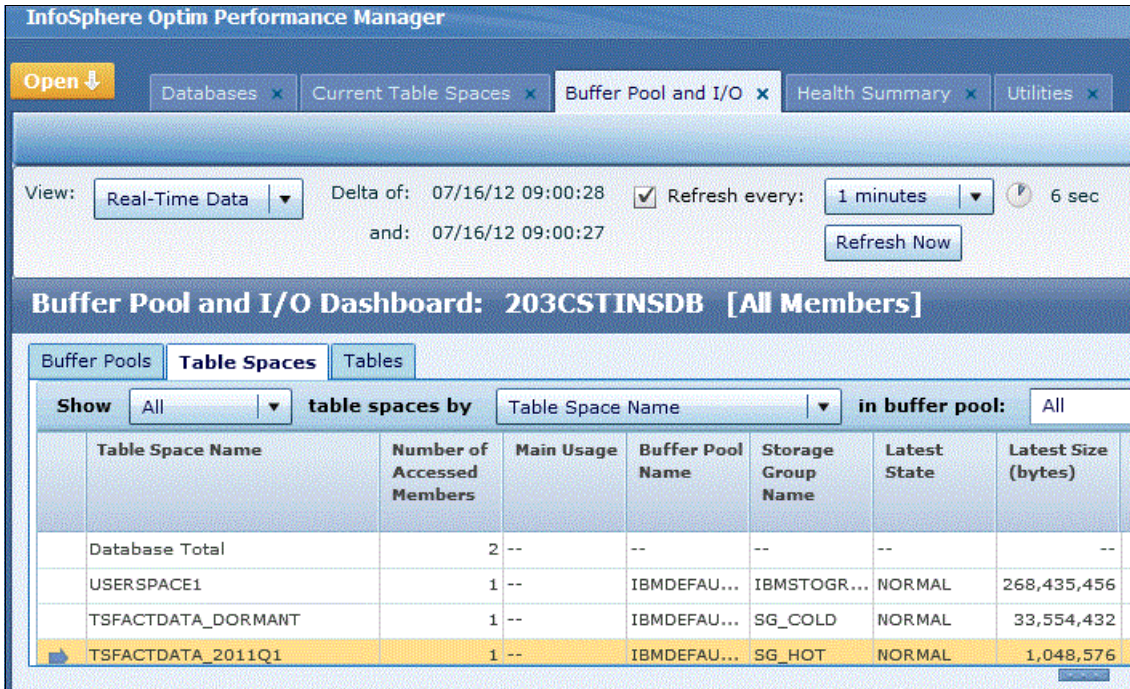 InfoSphere Optim Performance Manager
Open
Databases x Current Table Spaces x Buffer Pool and I/O x Health Summary x Utilities x
View: Real-Time Data Delta of: 07/16/12 09:00:28 Refresh every: 1 minutes 6 sec
and: 07/16/12 09:00:27 Refresh Now
Buffer Pool and I/O Dashboard: 203CSTINSDB [All Members]
Buffer Pools Table Spaces Tables
Show All table spaces by Table Space Name in buffer pool: All
Table Space Name Number of Main Usage Buffer Pool Storage Latest Latest Size
Accessed Name Group State (bytes)
Members Name
Database Total 2 -- -- -- -- --
USERSPACE1 1 -- IBMDEFAU... IBMSTOGR... NORMAL 268,435,456
TSFACTDATA_DORMANT 1 -- IBMDEFAU... SG_COLD NORMAL 33,554,432
TSFACTDATA_2011Q1 1 -- IBMDEFAU... SG_HOT NORMAL 1,048,576